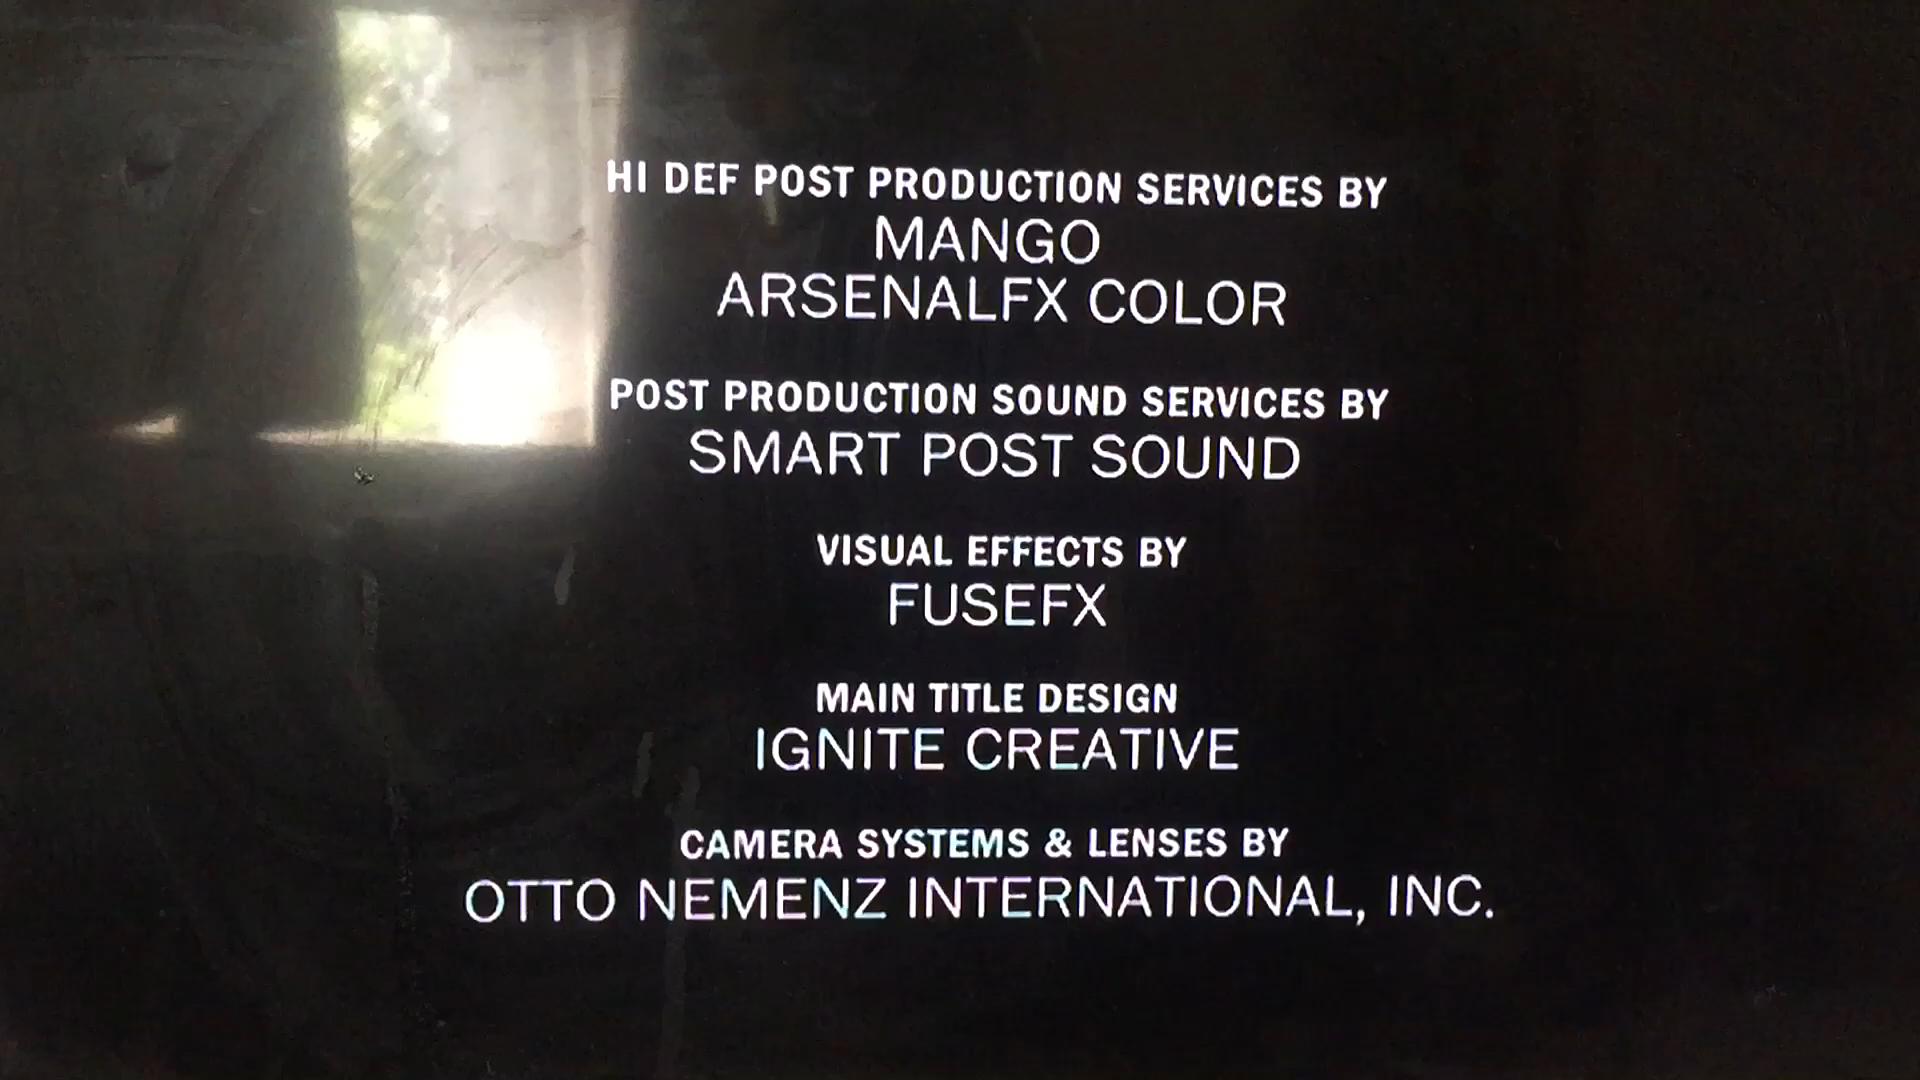 HI DEF POST PRODUCTION SERVICES BY
MANGO
ARSENALFX COLOR
POST PRODUCTION SOUND SERVICES BY
SMART POST SOUND
VISUAL EFFECTS BY
FUSEFX
MAIN TITLE DESIGN
IGNITE CREATIVE
CAMERA SYSTEMS & LENSES BY
OTTO NEMENZ INTERNATIONAL, INC.